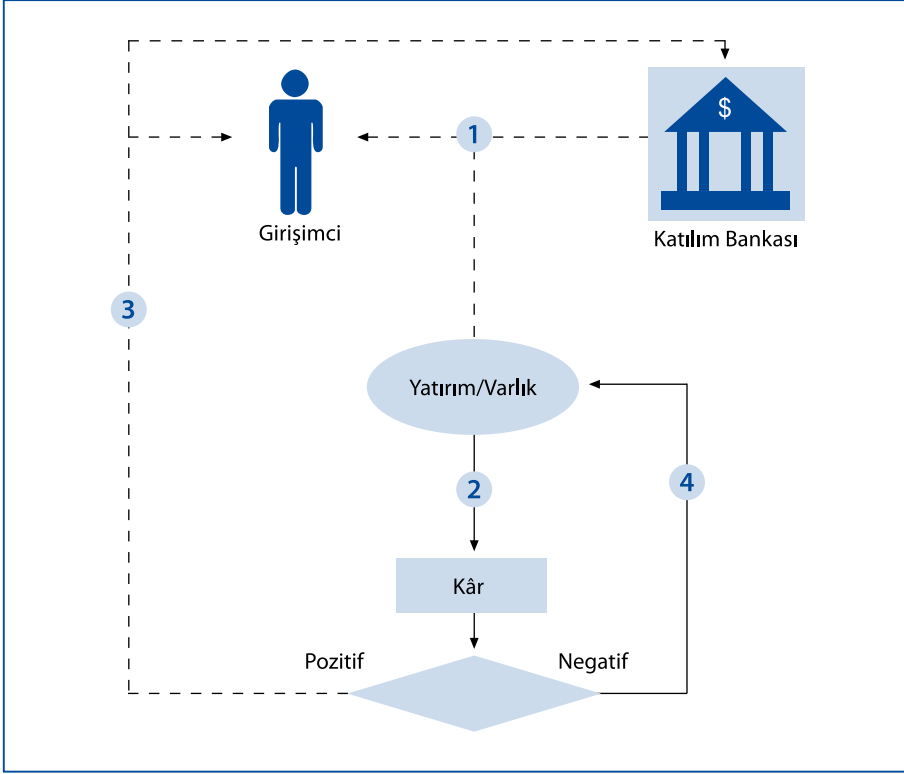 $
1
Girişimci
Katılım Bankası
3
Yatırım/Varlık
2
4
Kâr
Pozitif
Negatif